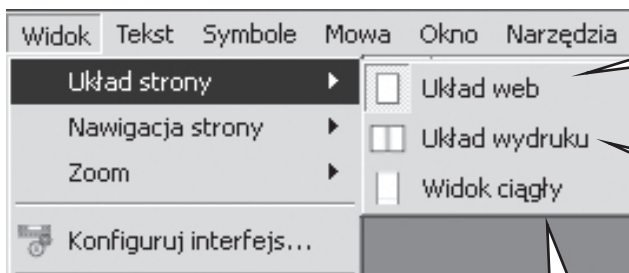 Widok Tekst Symbole Mowa Okno Narzędzia
Układ strony
Układ web
Nawigacja strony
Układ wydruku
Zoom
Widok ciągły
Konfiguruj interfejs...